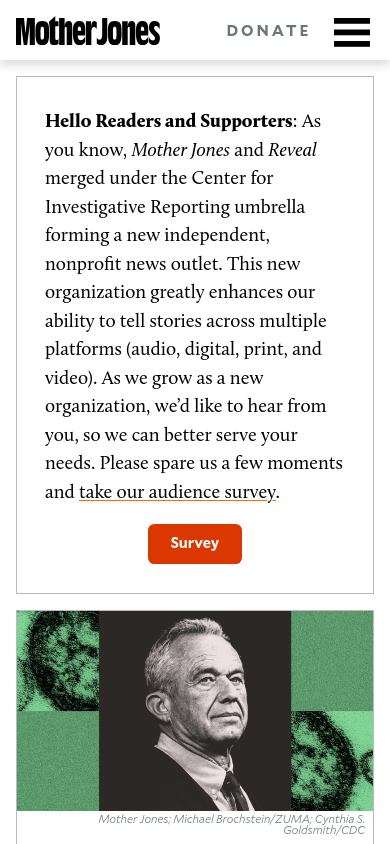 Mother Jones
DONATE
Hello Readers and Supporters: As
you know, Mother Jones and Reveal
merged under the Center for
Investigative Reporting umbrella
forming a new independent,
nonprofit news outlet. This new
organization greatly enhances our
ability to tell stories across multiple
platforms (audio, digital, print, and
video). As we grow as a new
organization, we’d like to hear from
you, so we can better serve your
needs. Please spare us a few moments
and take our audience survey.
Survey
Mother Jones; Michael Brochstein/ZUMA; Cynthia S.
Goldsmith/CDC